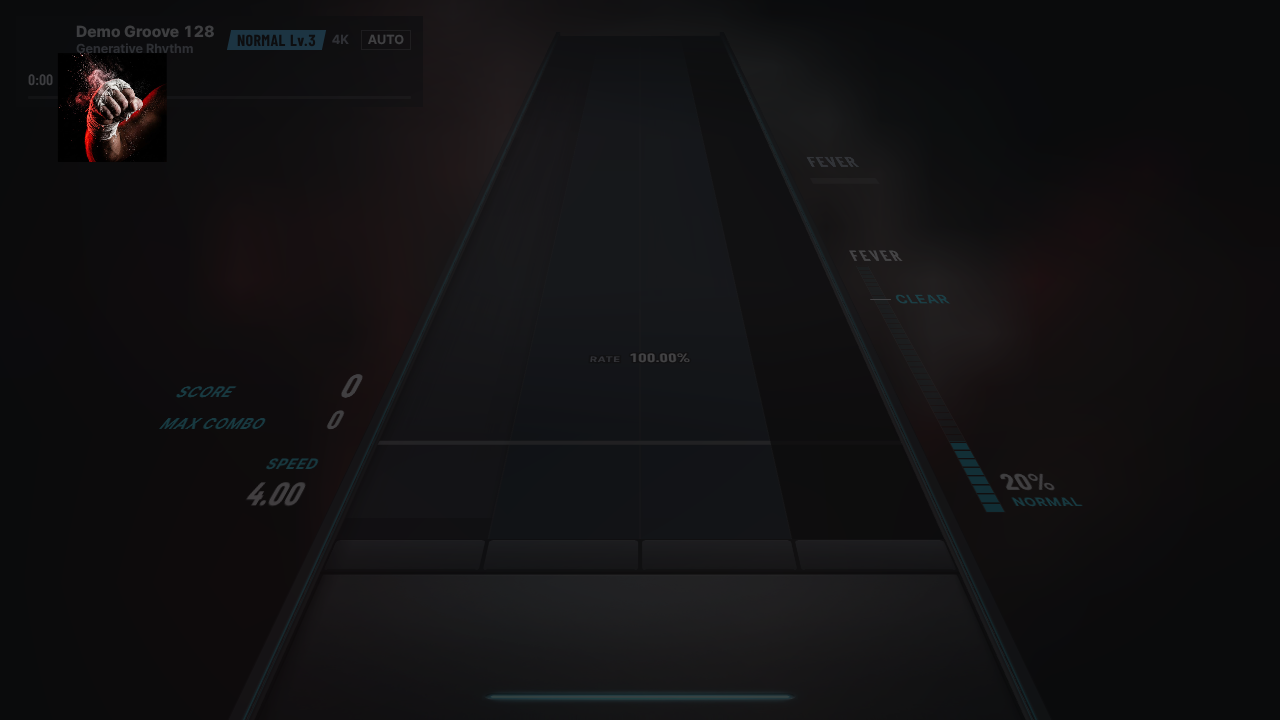 Demo Groove 128
Generative Rhythm
NORMAL Lv.3 4K AUTO
0:00
FEVER
FEVER
CLEAR
RATE 100.00%
SCORE 0
MAX COMBO 0
SPEED
4.00
20%
NORMAL